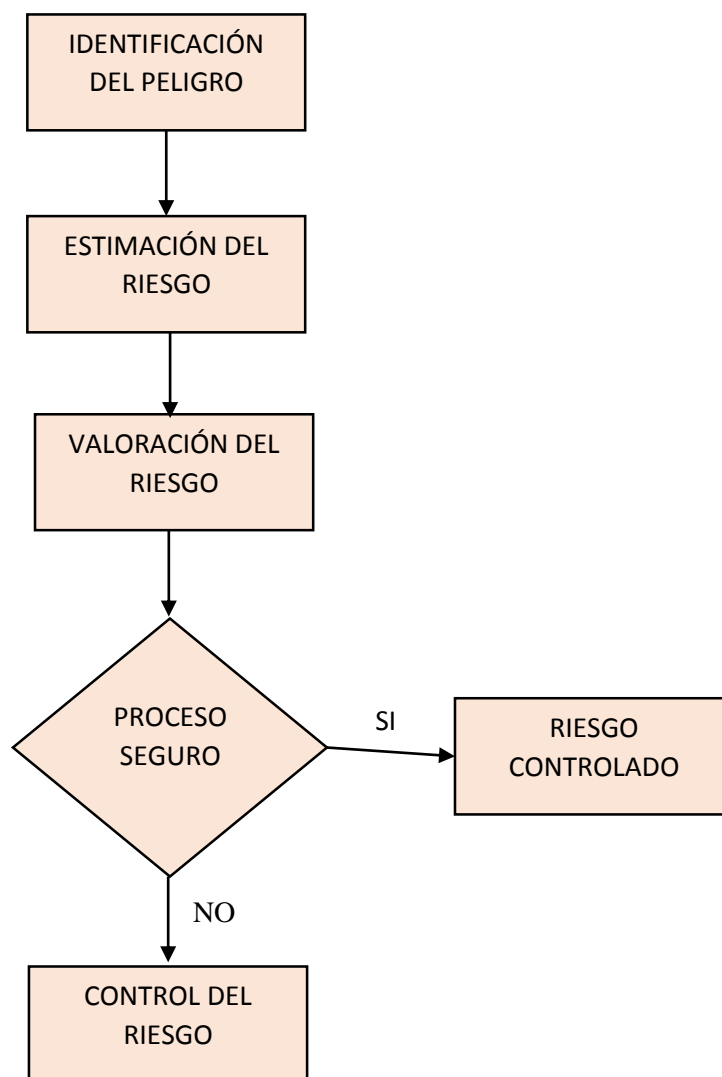 IDENTIFICACIÓN
DEL PELIGRO
ESTIMACIÓN DEL
RIESGO
VALORACIÓN DEL
RIESGO
PROCESO
SEGURO
SI
RIESGO
CONTROLADO
NO
CONTROL DEL
RIESGO